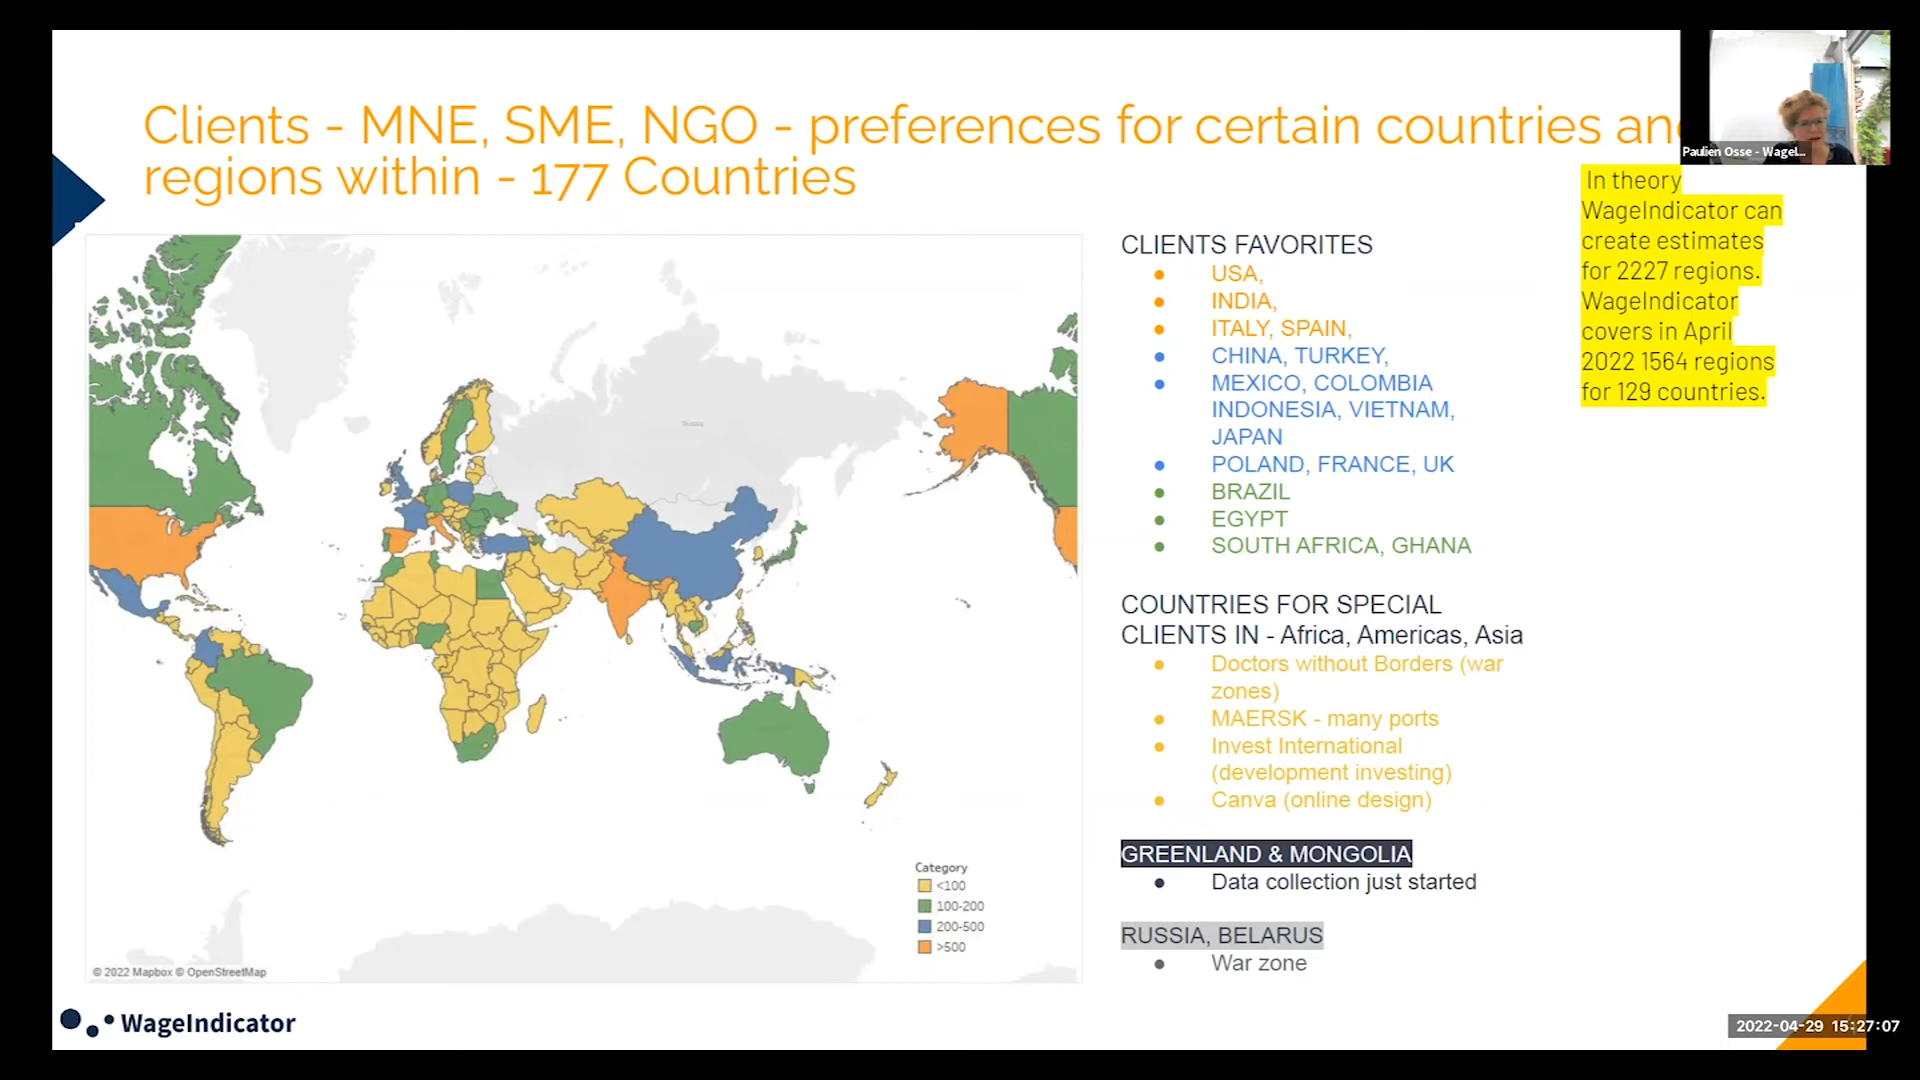 Clients - MNE, SME, NGO - preferences for certain countries an
regions within - 177 Countries
Paulien Osse - WageI...
In theory
WageIndicator can
create estimates
for 2227 regions.
WageIndicator
covers in April
2022 1564 regions
for 129 countries.
CLIENTS FAVORITES
● USA,
● INDIA,
● ITALY, SPAIN,
● CHINA, TURKEY,
● MEXICO, COLOMBIA
INDONESIA, VIETNAM,
JAPAN
● POLAND, FRANCE, UK
● BRAZIL
● EGYPT
● SOUTH AFRICA, GHANA
COUNTRIES FOR SPECIAL
CLIENTS IN - Africa, Americas, Asia
● Doctors without Borders (war
zones)
● MAERSK - many ports
● Invest International
(development investing)
● Canva (online design)
GREENLAND & MONGOLIA
● Data collection just started
RUSSIA, BELARUS
● War zone
Russia
Category
<100
100-200
200-500
>500
© 2022 Mapbox © OpenStreetMap
WageIndicator
2022-04-29 15:27:07